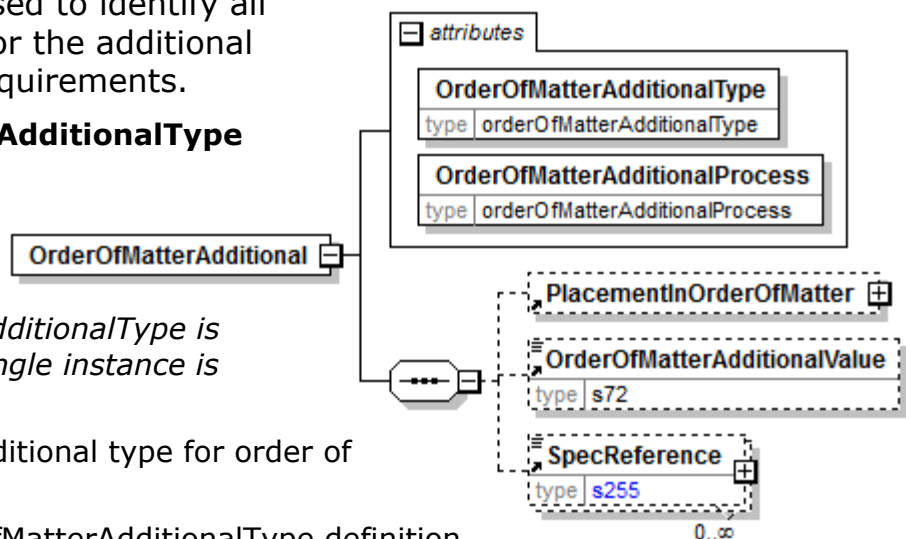 sed to identify all
or the additional
quirements.
AdditionalType
attributes
OrderOfMatterAdditionalType
type orderOfMatterAdditionalType
OrderOfMatterAdditionalProcess
type orderOfMatterAdditionalProcess
OrderOfMatterAdditional
PlacementInOrderOfMatter
OrderOfMatterAdditionalValue
type s72
SpecReference
type s255
0..∞
dditionalType is
ngle instance is
ditional type for order of
fMatterAdditionalType definition